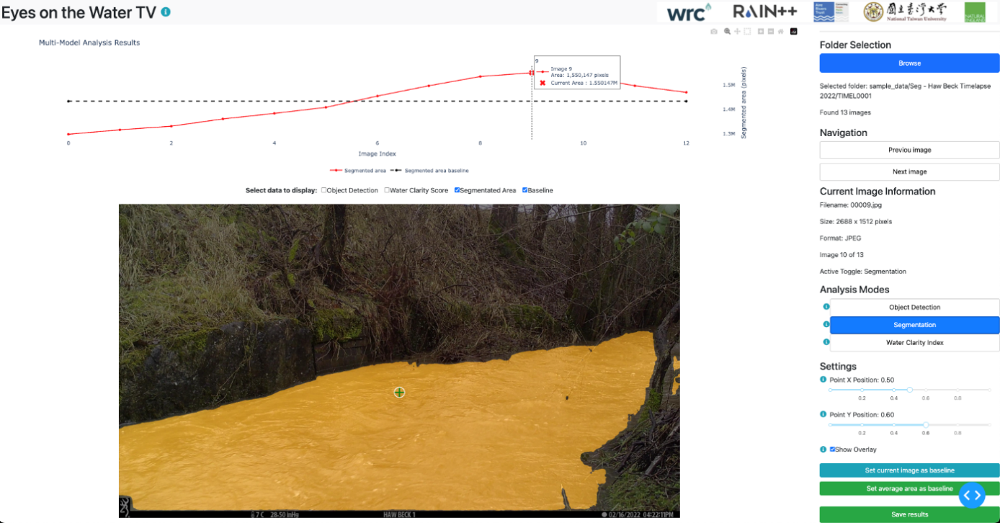 Eyes on the Water TV
wrc
RAIN++
國立臺灣大學
National Taiwan University
Multi-Model Analysis Results
9
Image 9
Area: 1,550,147 pixels
Current Area : 1.550147M
1.5M
1.4M
1.3M
Segmented area (pixels)
0 2 4 6 8 10 12
Image Index
Segmented area Segmented area baseline
Select data to display: Object Detection Water Clarity Score Segmentated Area Baseline
7C 28-50 inHg HAW BECK 1 02/16/2022 04:22:11PM
Folder Selection
Browse
Selected folder: sample_data/Seg - Haw Beck Timelapse
2022/TIMEL0001
Found 13 images
Navigation
Previou image
Next image
Current Image Information
Filename: 00009.jpg
Size: 2688 x 1512 pixels
Format: JPEG
Image 10 of 13
Active Toggle: Segmentation
Analysis Modes
Object Detection
Segmentation
Water Clarity Index
Settings
Point X Position: 0.50
0.2 0.4 0.6 0.8
Point Y Position: 0.60
0.2 0.4 0.6 0.8
Show Overlay
Set current image as baseline
Set average area as baseline
Save results